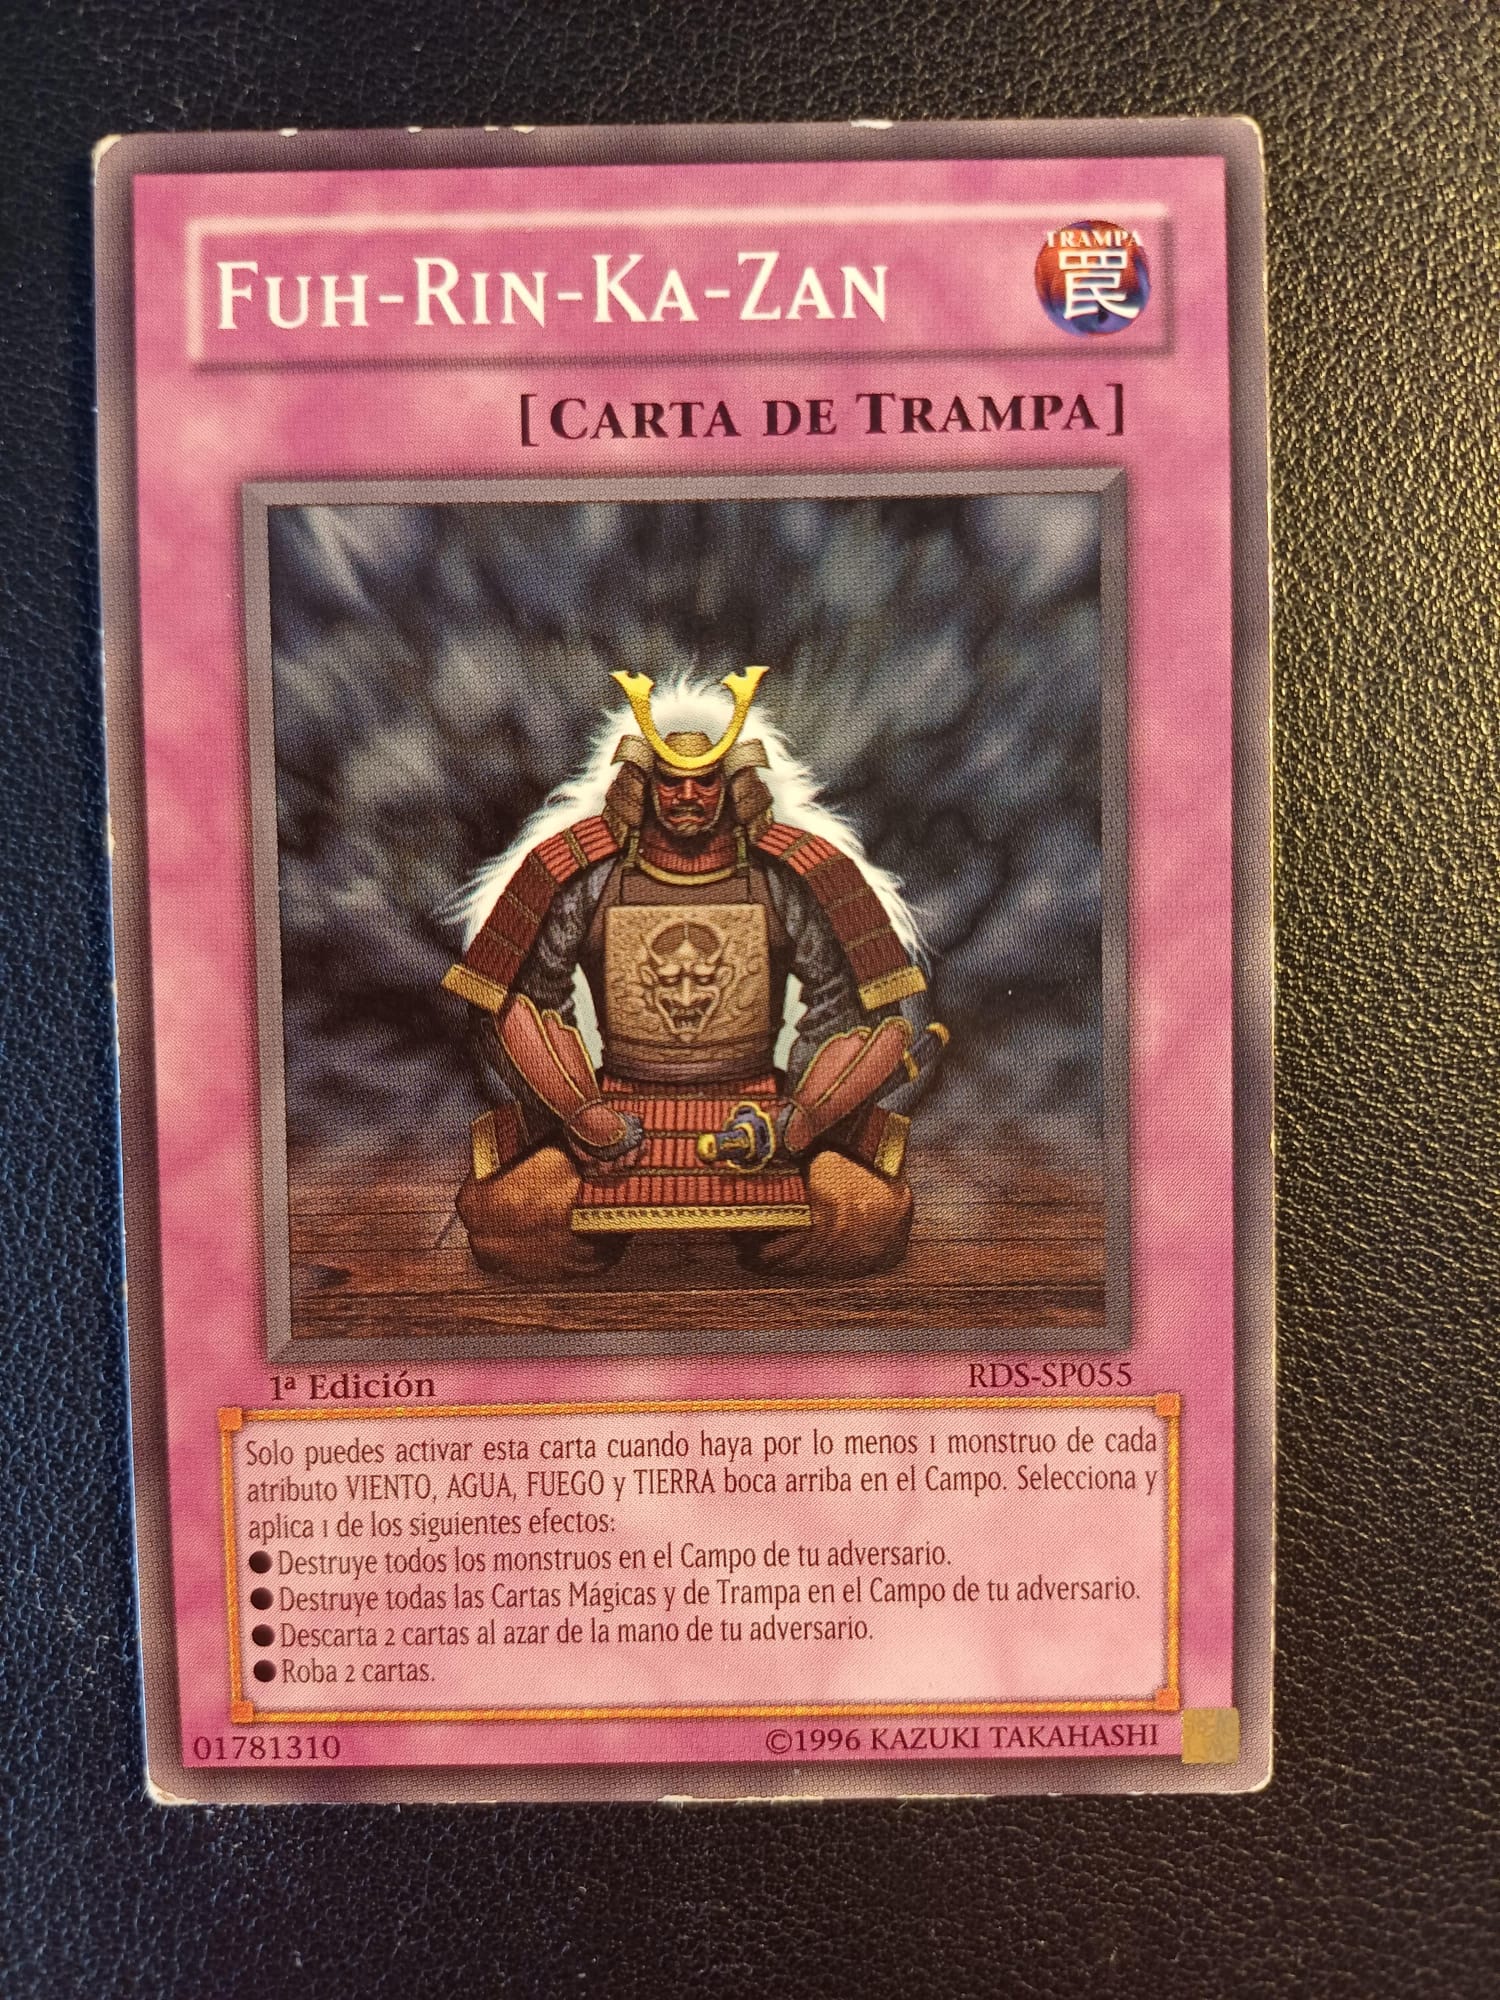 FUH-RIN-KA-ZAN
TRAMPA
罠
[CARTA DE TRAMPA]
1ª Edición
RDS-SP055
Solo puedes activar esta carta cuando haya por lo menos 1 monstruo de cada
atributo VIENTO, AGUA, FUEGO y TIERRA boca arriba en el Campo. Selecciona y
aplica 1 de los siguientes efectos:
● Destruye todos los monstruos en el Campo de tu adversario.
● Destruye todas las Cartas Mágicas y de Trampa en el Campo de tu adversario.
● Descarta 2 cartas al azar de la mano de tu adversario.
● Roba 2 cartas.
01781310
©1996 KAZUKI TAKAHASHI